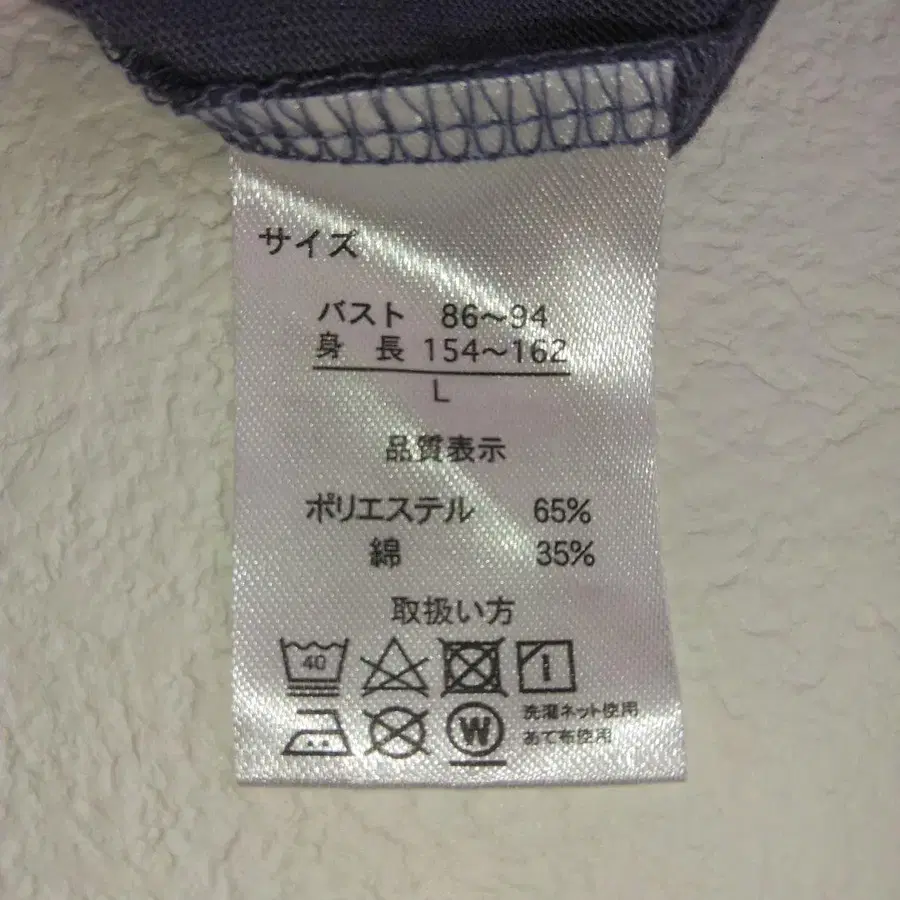 サイズ
バスト 86～94
身 長 154～162
L
品質表示
ポリエステル 65%
綿 35%
取扱い方
40
W
洗濯ネット使用
あて布使用